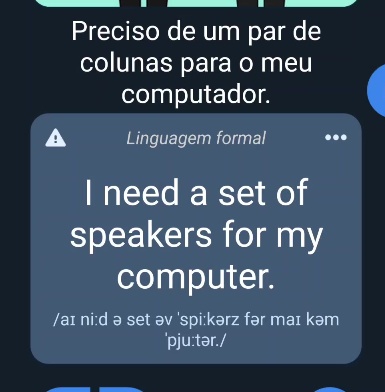 Preciso de um par de
colunas para o meu
computador.
Linguagem formal
I need a set of
speakers for my
computer.
/aɪ niːd ə set əv ˈspiːkərz fər maɪ kəm
ˈpjuːtər./